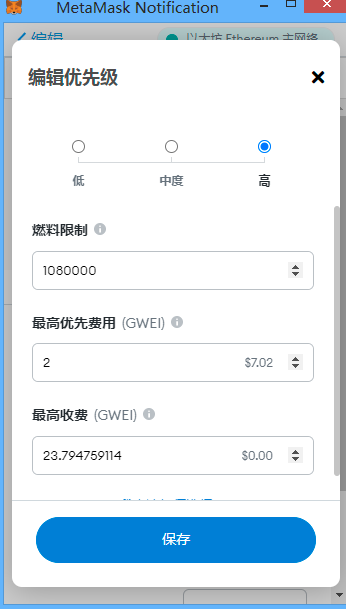 MetaMask Notification
编辑
以太坊 Ethereum 主网络
编辑优先级
低
中度
高
燃料限制
1080000
最高优先费用 (GWEI)
2 $7.02
最高收费 (GWEI)
23.794759114 $0.00
保存